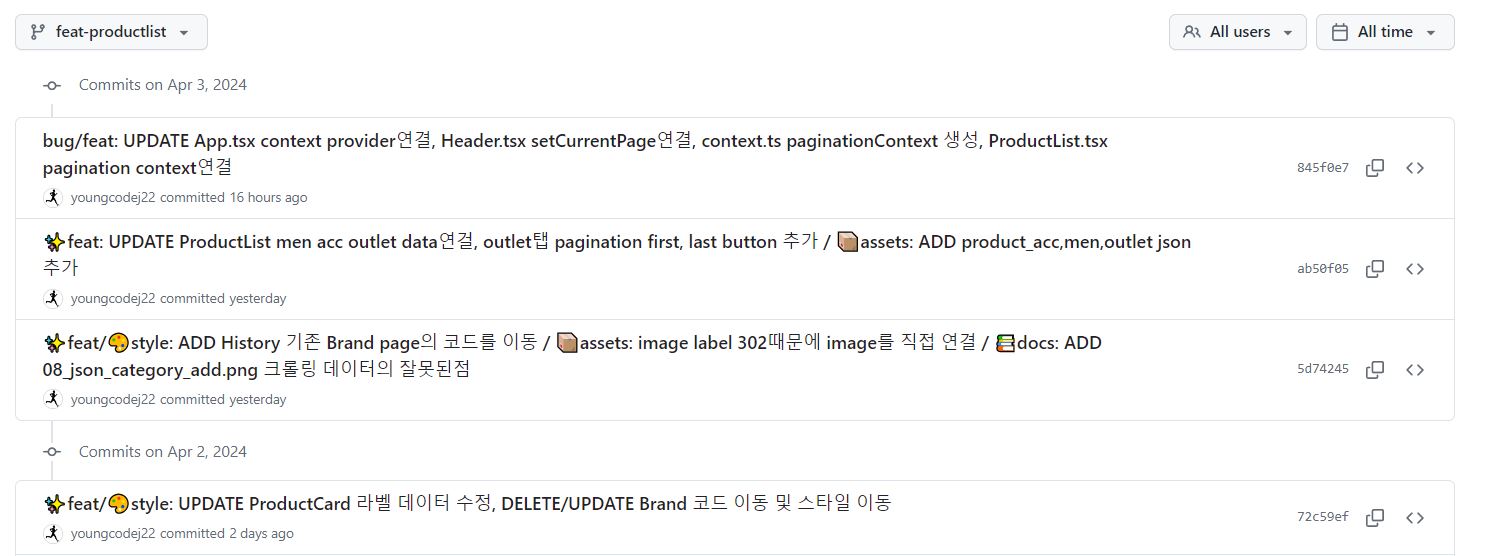 feat-productlist
All users
All time
Commits on Apr 3, 2024
bug/feat: UPDATE App.tsx context provider연결, Header.tsx setCurrentPage연결, context.ts paginationContext 생성, ProductList.tsx
pagination context연결
845f0e7
youngcodej22 committed 16 hours ago
✨feat: UPDATE ProductList men acc outlet data연걸, outlet탭 pagination first, last button 추가 / 📦assets: ADD product_acc,men,outlet json
추가
ab50f05
youngcodej22 committed yesterday
✨feat/🎨style: ADD History 기존 Brand page의 코드를 이동 / 📦assets: image label 302때문에 image를 직접 연결 / 📚docs: ADD
08_json_category_add.png 크롤링 데이터의 잘못된점
5d74245
youngcodej22 committed yesterday
Commits on Apr 2, 2024
✨feat/🎨style: UPDATE ProductCard 라벨 데이터 수정, DELETE/UPDATE Brand 코드 이동 및 스타일 이동
72c59ef
youngcodej22 committed 2 days ago